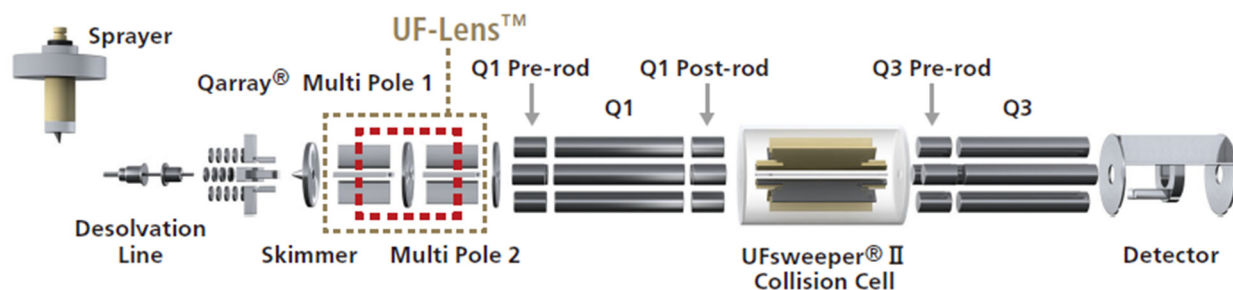 UF-Lens™
Sprayer
Qarray® Multi Pole 1
Q1 Pre-rod
Q1 Post-rod
Q3 Pre-rod
Q1
Q3
Desolvation
Line
Skimmer
Multi Pole 2
UFsweeper® II
Collision Cell
Detector